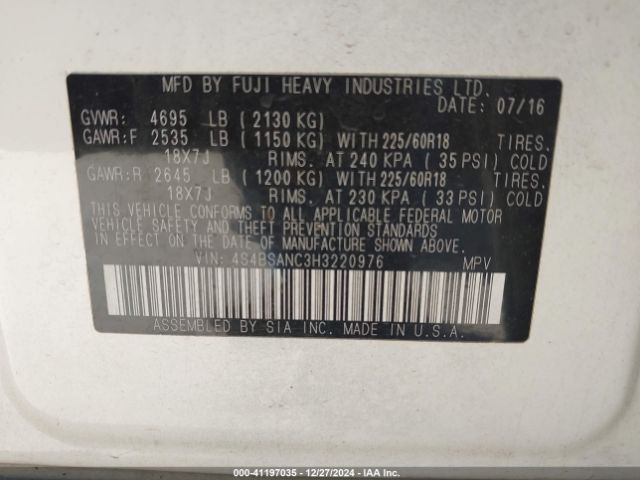 MFD BY FUJI HEAVY INDUSTRIES LTD.
DATE: 07/16
GVWR: 4695 LB ( 2130 KG)
GAWR:F 2535 LB ( 1150 KG) WITH 225/60R18 TIRES.
18X7J RIMS. AT 240 KPA ( 35 PSI) COLD
GAWR:R 2645 LB ( 1200 KG) WITH 225/60R18 TIRES.
18X7J RIMS. AT 230 KPA ( 33 PSI) COLD
THIS VEHICLE CONFORMS TO ALL APPLICABLE FEDERAL MOTOR
VEHICLE SAFETY AND THEFT PREVENTION STANDARDS
IN EFFECT ON THE DATE OF MANUFACTURE SHOWN ABOVE.
VIN: 4S4BSANC3H3220976 MPV
ASSEMBLED BY SIA INC. MADE IN U.S.A.
000-41197035 - 12/27/2024 - IAAI.COM